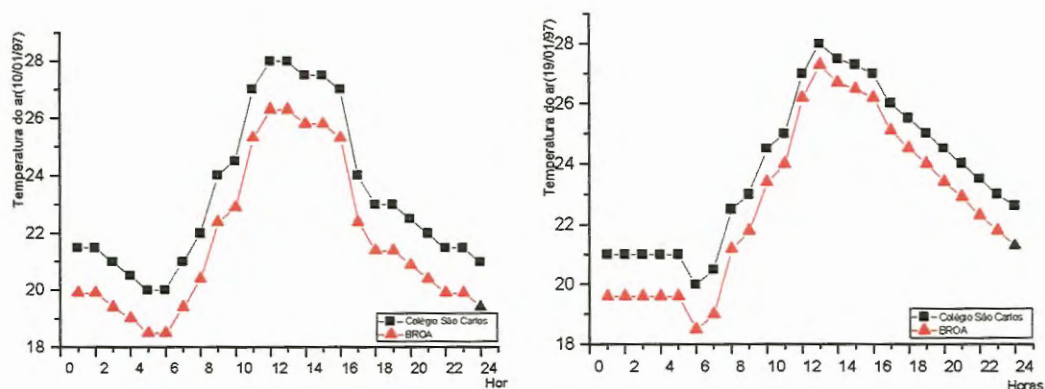 Temperatura do ar(10/01/97)
28
26
24
22
20
18
0 2 4 6 8 10 12 14 16 18 20 22 24
Hor
Colégio São Carlos
BROA
Temperatura do ar(19/01/97)
28
26
24
22
20
18
0 2 4 6 8 10 12 14 16 18 20 22 24
Horas
Colégio São Carlos
BROA